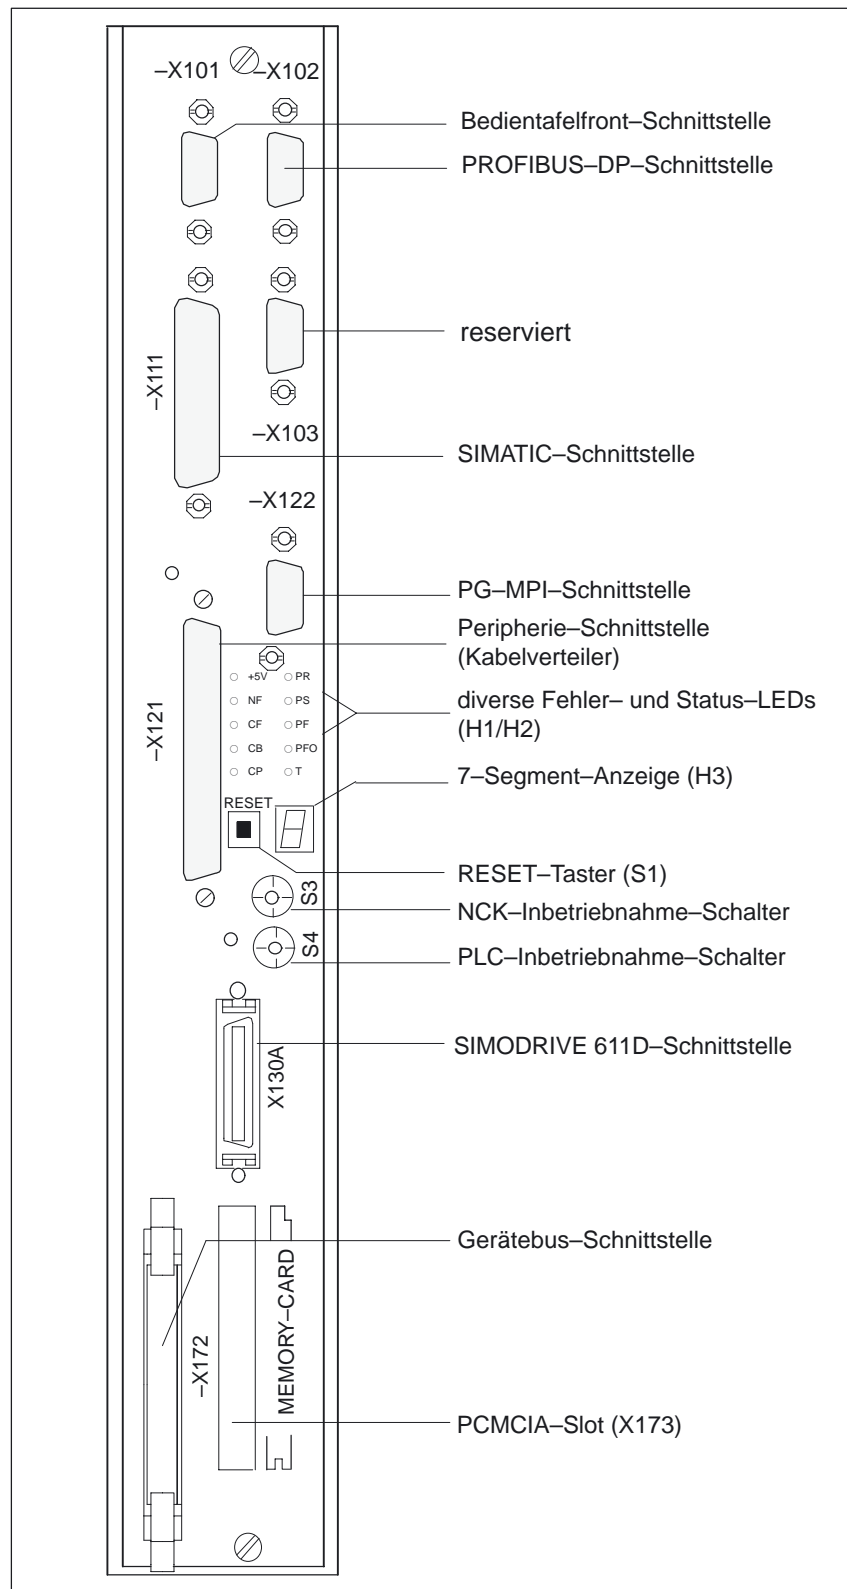 –X101
–X102
Bedientafelfront–Schnittstelle
PROFIBUS–DP–Schnittstelle
reserviert
–X111
–X103
SIMATIC–Schnittstelle
–X122
PG–MPI–Schnittstelle
Peripherie–Schnittstelle
(Kabelverteiler)
+5V PR
NF PS
CF PF
CB PFO
CP T
diverse Fehler– und Status–LEDs
(H1/H2)
–X121
7–Segment–Anzeige (H3)
RESET
RESET–Taster (S1)
S3
NCK–Inbetriebnahme–Schalter
S4
PLC–Inbetriebnahme–Schalter
SIMODRIVE 611D–Schnittstelle
X130A
Gerätebus–Schnittstelle
–X172
MEMORY–CARD
PCMCIA–Slot (X173)